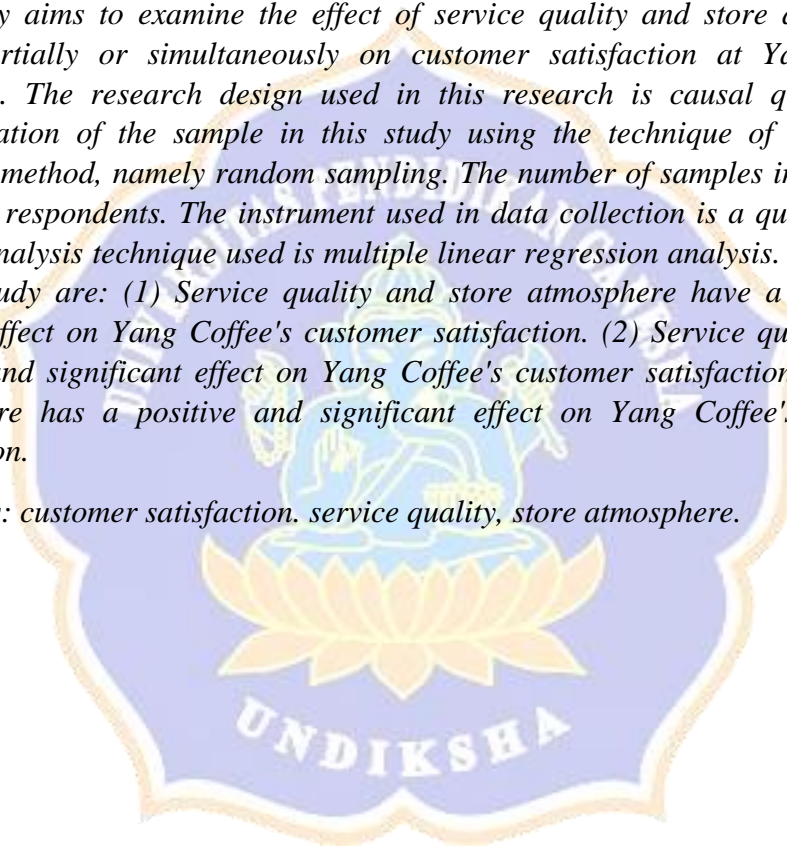 y aims to examine the effect of service quality and store a
rtially or simultaneously on customer satisfaction at Ya
. The research design used in this research is causal q
ation of the sample in this study using the technique of
method, namely random sampling. The number of samples in
respondents. The instrument used in data collection is a qu
nalysis technique used is multiple linear regression analysis.
udy are: (1) Service quality and store atmosphere have a
ffect on Yang Coffee's customer satisfaction. (2) Service qu
nd significant effect on Yang Coffee's customer satisfaction
re has a positive and significant effect on Yang Coffee's
on.
: customer satisfaction. service quality, store atmosphere.
UNIVERSITAS PENDIDIKAN GANESHA
UNDIKSHA